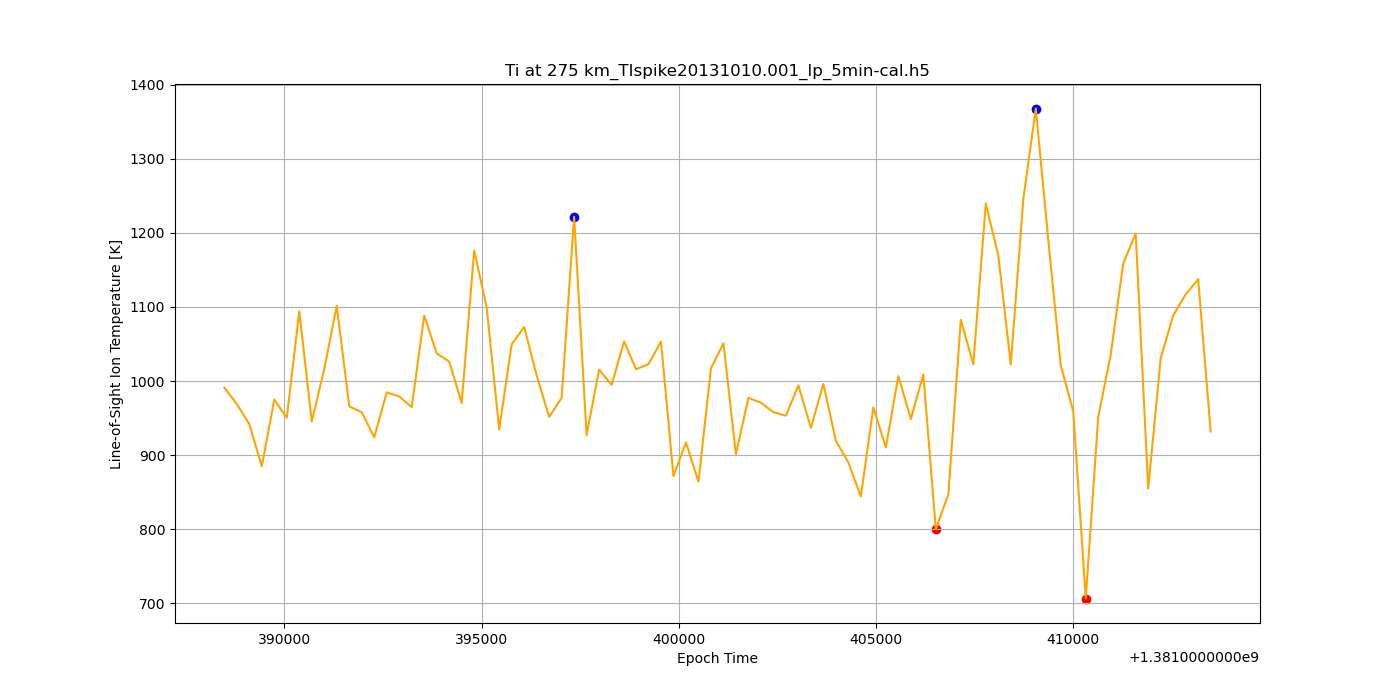 Ti at 275 km_TIspike20131010.001_lp_5min-cal.h5
1400
1300
1200
1100
1000
900
800
700
Line-of-Sight Ion Temperature [K]
390000 395000 400000 405000 410000
Epoch Time
+1.3810000000e9